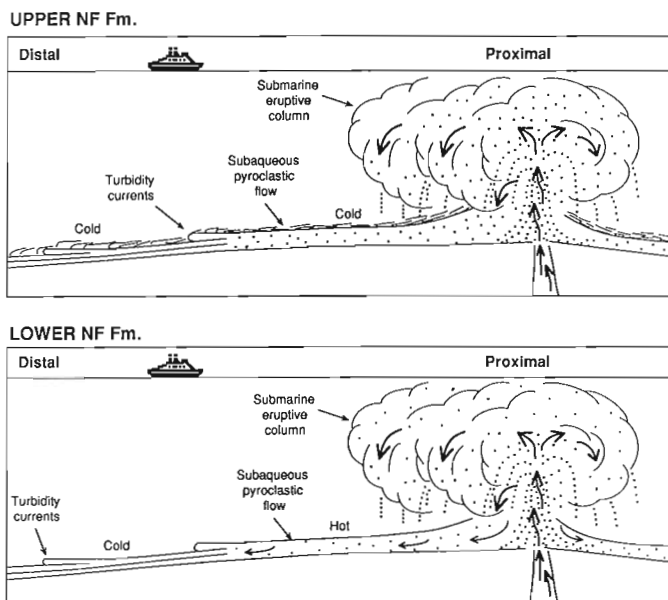 UPPER NF Fm.
Distal
Proximal
Submarine
eruptive
column
Subaqueous
pyroclastic
flow
Turbidity
currents
Cold
Cold
LOWER NF Fm.
Distal
Proximal
Submarine
eruptive
column
Subaqueous
pyroclastic
flow
Turbidity
currents
Hot
Cold